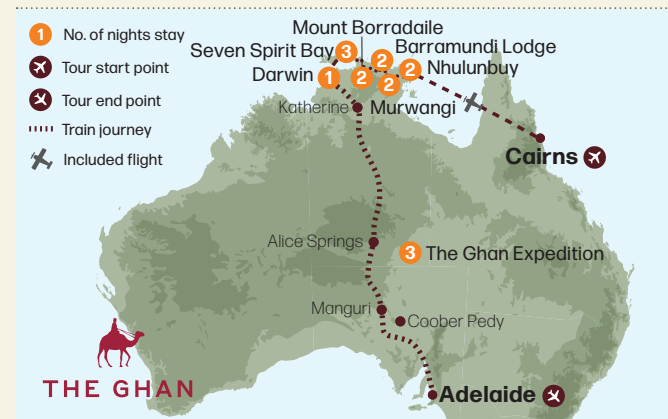 1 No. of nights stay
Tour start point
Tour end point
Train journey
Included flight
Mount Borradaile
Seven Spirit Bay 3
2 Barramundi Lodge
Darwin 1
2
2
2 Nhulunbuy
Katherine
Murwangi
Cairns
Alice Springs
3 The Ghan Expedition
Manguri
Coober Pedy
THE GHAN
Adelaide